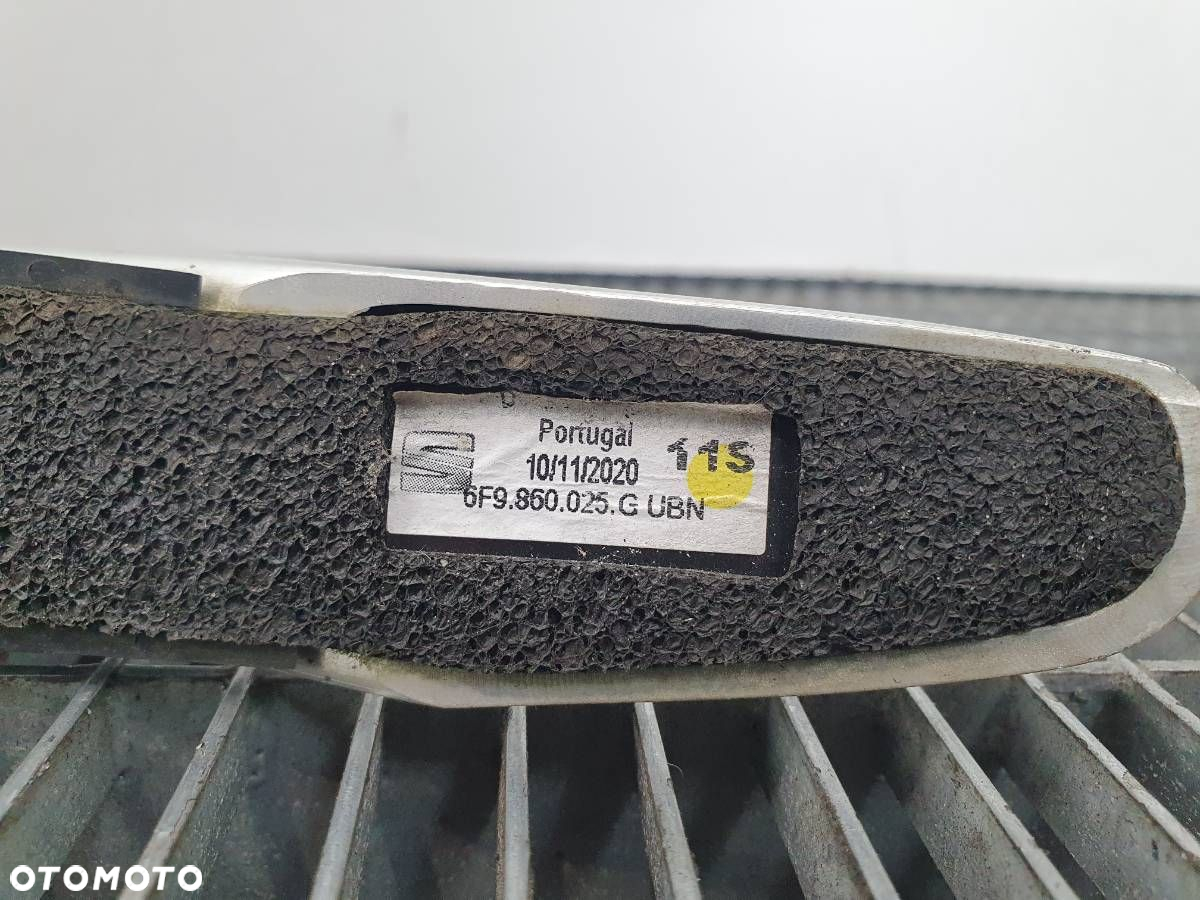 Portugal
10/11/2020
11S
6F9.860.025.G UBN
OTOMOTO